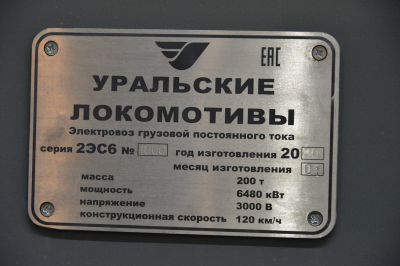 ЕАС
УРАЛЬСКИЕ
ЛОКОМОТИВЫ
Электровоз грузовой постоянного тока
серия 2ЭС6 № год изготовления 20
месяц изготовления
масса 200 т
мощность 6480 кВт
напряжение 3000 В
конструкционная скорость 120 км/ч